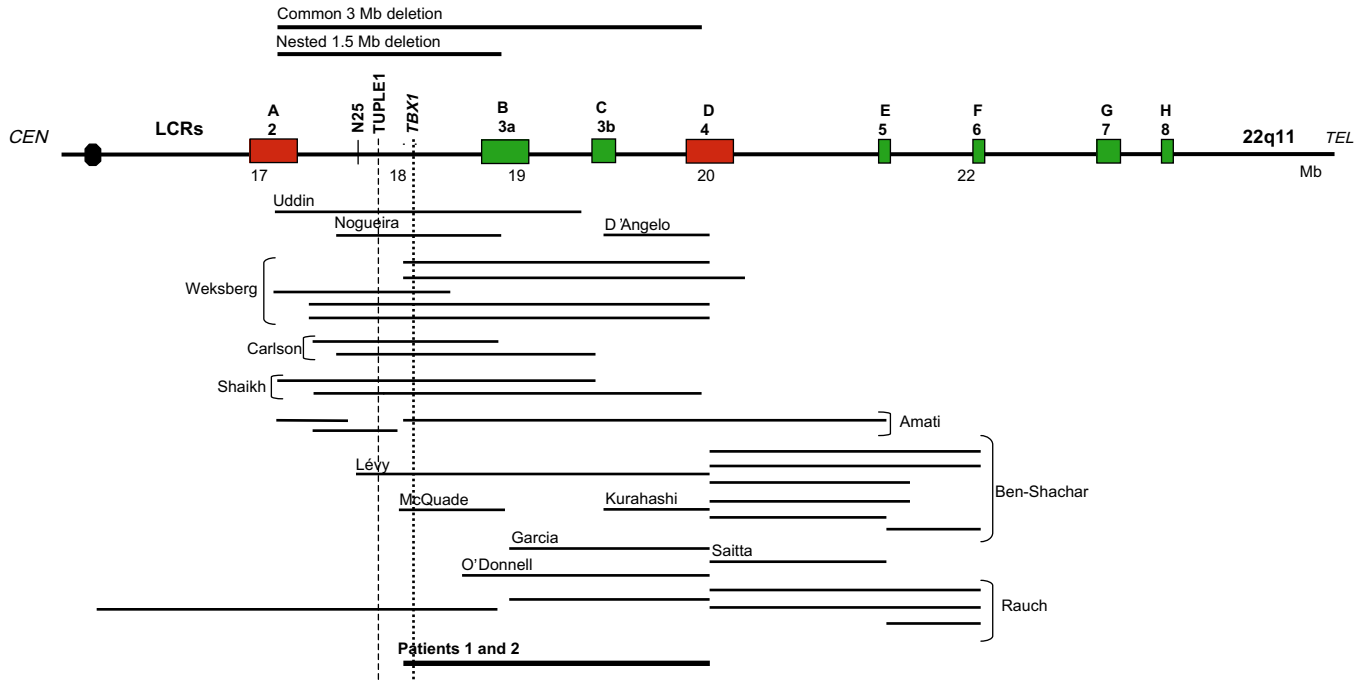 Common 3 Mb deletion
Nested 1.5 Mb deletion
N25
TUPLE1
TBX1
A B C D E F G H
LCRs 2 3a 3b 4 5 6 7 8 22q11
CEN TEL
17 18 19 20 22 Mb
Uddin
Nogueira D'Angelo
Weksberg
Carlson
Shaikh
Amati
Lévy
Ben-Shachar
McQuade Kurahashi
Garcia
Saitta
O'Donnell
Rauch
Patients 1 and 2